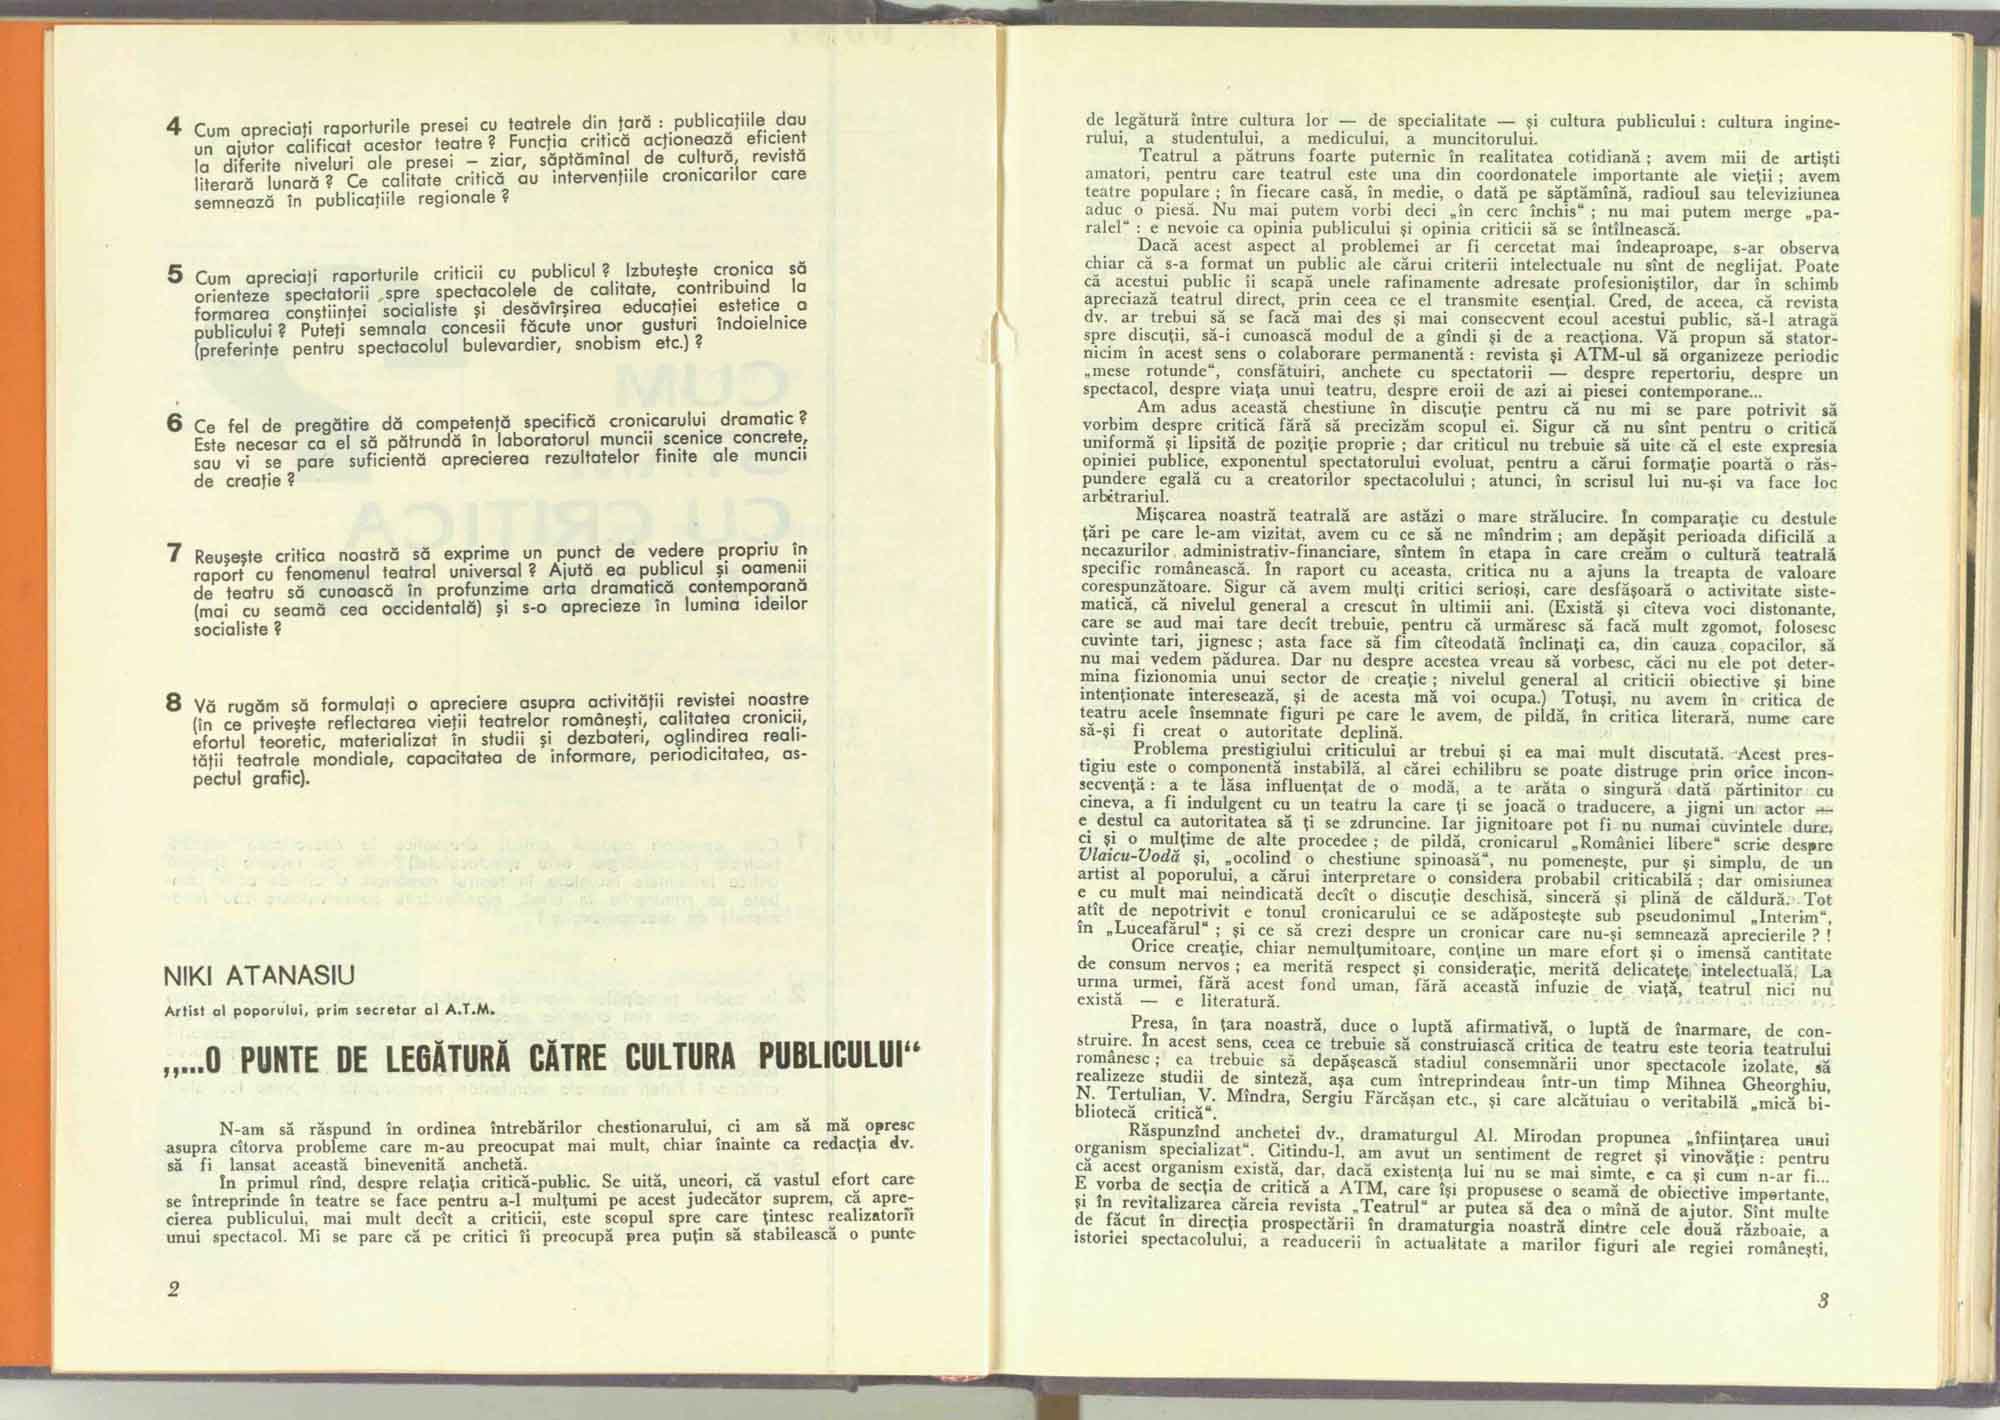 4 Cum apreciați raporturile presei cu teatrele din țară : publicațiile dau
un ajutor calificat acestor teatre ? Funcția critică acționează eficient
la diferite niveluri ale presei – ziar, săptămînal de cultură, revistă
literară lunară ? Ce calitate critică au intervențiile cronicarilor care
semnează în publicațiile regionale ?
5 Cum apreciați raporturile criticii cu publicul ? Izbutește cronica să
orienteze spectatorii spre spectacolele de calitate, contribuind la
formarea conștiinței socialiste și desăvîrșirea educației estetice a
publicului ? Puteți semnala concesii făcute unor gusturi îndoielnice
(preferințe pentru spectacolul bulevardier, snobism etc.) ?
6 Ce fel de pregătire dă competență specifică cronicarului dramatic ?
Este necesar ca el să pătrundă în laboratorul muncii scenice concrete,
sau vi se pare suficientă aprecierea rezultatelor finite ale muncii
de creație ?
7 Reușește critica noastră să exprime un punct de vedere propriu în
raport cu fenomenul teatral universal ? Ajută ea publicul și oamenii
de teatru să cunoască în profunzime arta dramatică contemporană
(mai cu seamă cea occidentală) și s-o aprecieze în lumina ideilor
socialiste ?
8 Vă rugăm să formulați o apreciere asupra activității revistei noastre
(în ce privește reflectarea vieții teatrelor românești, calitatea cronicii,
efortul teoretic, materializat în studii și dezbateri, oglindirea reali-
tății teatrale mondiale, capacitatea de informare, periodicitatea, as-
pectul grafic).
NIKI ATANASIU
Artist al poporului, prim secretar al A.T.M.
„...O PUNTE DE LEGĂTURĂ CĂTRE CULTURA PUBLICULUI“
N-am să răspund în ordinea întrebărilor chestionarului, ci am să mă opresc
asupra cîtorva probleme care m-au preocupat mai mult, chiar înainte ca redacția dv.
să fi lansat această binevenită anchetă.
In primul rînd, despre relația critică-public. Se uită, uneori, că vastul efort care
se întreprinde în teatre se face pentru a-l mulțumi pe acest judecător suprem, că apre-
cierea publicului, mai mult decît a criticii, este scopul spre care țintesc realizatorii
unui spectacol. Mi se pare că pe critici îi preocupă prea puțin să stabilească o punte
2
de legătură între cultura lor — de specialitate — și cultura publicului : cultura ingine-
rului, a studentului, a medicului, a muncitorului.
Teatrul a pătruns foarte puternic în realitatea cotidiană ; avem mii de artiști
amatori, pentru care teatrul este una din coordonatele importante ale vieții ; avem
teatre populare ; în fiecare casă, în medie, o dată pe săptămînă, radioul sau televiziunea
aduc o piesă. Nu mai putem vorbi deci „în cerc închis“ ; nu mai putem merge „pa-
ralel“ : e nevoie ca opinia publicului și opinia criticii să se întîlnească.
Dacă acest aspect al problemei ar fi cercetat mai îndeaproape, s-ar observa
chiar că s-a format un public ale cărui criterii intelectuale nu sînt de neglijat. Poate
că acestui public îi scapă unele rafinamente adresate profesioniștilor, dar în schimb
apreciază teatrul direct, prin ceea ce el transmite esențial. Cred, de aceea, că revista
dv. ar trebui să se facă mai des și mai consecvent ecoul acestui public, să-l atragă
spre discuții, să-i cunoască modul de a gîndi și de a reacționa. Vă propun să stator-
nicim în acest sens o colaborare permanentă : revista și ATM-ul să organizeze periodic
„mese rotunde“, consfătuiri, anchete cu spectatorii — despre repertoriu, despre un
spectacol, despre viața unui teatru, despre eroii de azi ai piesei contemporane...
Am adus această chestiune în discuție pentru că nu mi se pare potrivit să
vorbim despre critică fără să precizăm scopul ei. Sigur că nu sînt pentru o critică
uniformă și lipsită de poziție proprie ; dar criticul nu trebuie să uite că el este expresia
opiniei publice, exponentul spectatorului evoluat, pentru a cărui formație poartă o răs-
pundere egală cu a creatorilor spectacolului ; atunci, în scrisul lui nu-și va face loc
arbitrariul.
Mișcarea noastră teatrală are astăzi o mare strălucire. In comparație cu destule
țări pe care le-am vizitat, avem cu ce să ne mîndrim ; am depășit perioada dificilă a
necazurilor administrativ-financiare, sîntem în etapa în care creăm o cultură teatrală
specific românească. In raport cu aceasta, critica nu a ajuns la treapta de valoare
corespunzătoare. Sigur că avem mulți critici serioși, care desfășoară o activitate siste-
matică, că nivelul general a crescut în ultimii ani. (Există și cîteva voci distonante,
care se aud mai tare decît trebuie, pentru că urmăresc să facă mult zgomot, folosesc
cuvinte tari, jignesc ; asta face să fim cîteodată înclinați ca, din cauza copacilor, să
nu mai vedem pădurea. Dar nu despre acestea vreau să vorbesc, căci nu ele pot deter-
mina fizionomia unui sector de creație ; nivelul general al criticii obiective și bine
intenționate interesează, și de acesta mă voi ocupa.) Totuși, nu avem în critica de
teatru acele însemnate figuri pe care le avem, de pildă, în critica literară, nume care
să-și fi creat o autoritate deplină.
Problema prestigiului criticului ar trebui și ea mai mult discutată. Acest pres-
tigiu este o componentă instabilă, al cărei echilibru se poate distruge prin orice incon-
secvență : a te lăsa influențat de o modă, a te arăta o singură dată părtinitor cu
cineva, a fi indulgent cu un teatru la care ți se joacă o traducere, a jigni un actor —
e destul ca autoritatea să ți se zdruncine. Iar jignitoare pot fi nu numai cuvintele dure,
ci și o mulțime de alte procedee ; de pildă, cronicarul „României libere“ scrie despre
Vlaicu-Vodă și, „ocolind o chestiune spinoasă“, nu pomenește, pur și simplu, de un
artist al poporului, a cărui interpretare o consideră probabil criticabilă ; dar omisiunea
e cu mult mai neindicată decît o discuție deschisă, sinceră și plină de căldură. Tot
atît de nepotrivit e tonul cronicarului ce se adăpostește sub pseudonimul „Interim“,
în „Luceafărul“ ; și ce să crezi despre un cronicar care nu-și semnează aprecierile ? !
Orice creație, chiar nemulțumitoare, conține un mare efort și o imensă cantitate
de consum nervos ; ea merită respect și considerație, merită delicatețe intelectuală. La
urma urmei, fără acest fond uman, fără această infuzie de viață, teatrul nici nu
există — e literatură.
Presa, în țara noastră, duce o luptă afirmativă, o luptă de înarmare, de con-
struire. In acest sens, ceea ce trebuie să construiască critica de teatru este teoria teatrului
românesc ; ea trebuie să depășească stadiul consemnării unor spectacole izolate, să
realizeze studii de sinteză, așa cum întreprindeau într-un timp Mihnea Gheorghiu,
N. Tertulian, V. Mîndra, Sergiu Fărcășan etc., și care alcătuiau o veritabilă „mică bi-
bliotecă critică“.
Răspunzînd anchetei dv., dramaturgul Al. Mirodan propunea „înființarea unui
organism specializat“. Citindu-l, am avut un sentiment de regret și vinovăție : pentru
că acest organism există, dar, dacă existența lui nu se mai simte, e ca și cum n-ar fi...
E vorba de secția de critică a ATM, care își propusese o seamă de obiective importante,
și în revitalizarea căreia revista „Teatrul“ ar putea să dea o mînă de ajutor. Sînt multe
de făcut în direcția prospectării în dramaturgia noastră dintre cele două războaie, a
istoriei spectacolului, a readucerii în actualitate a marilor figuri ale regiei românești,
3